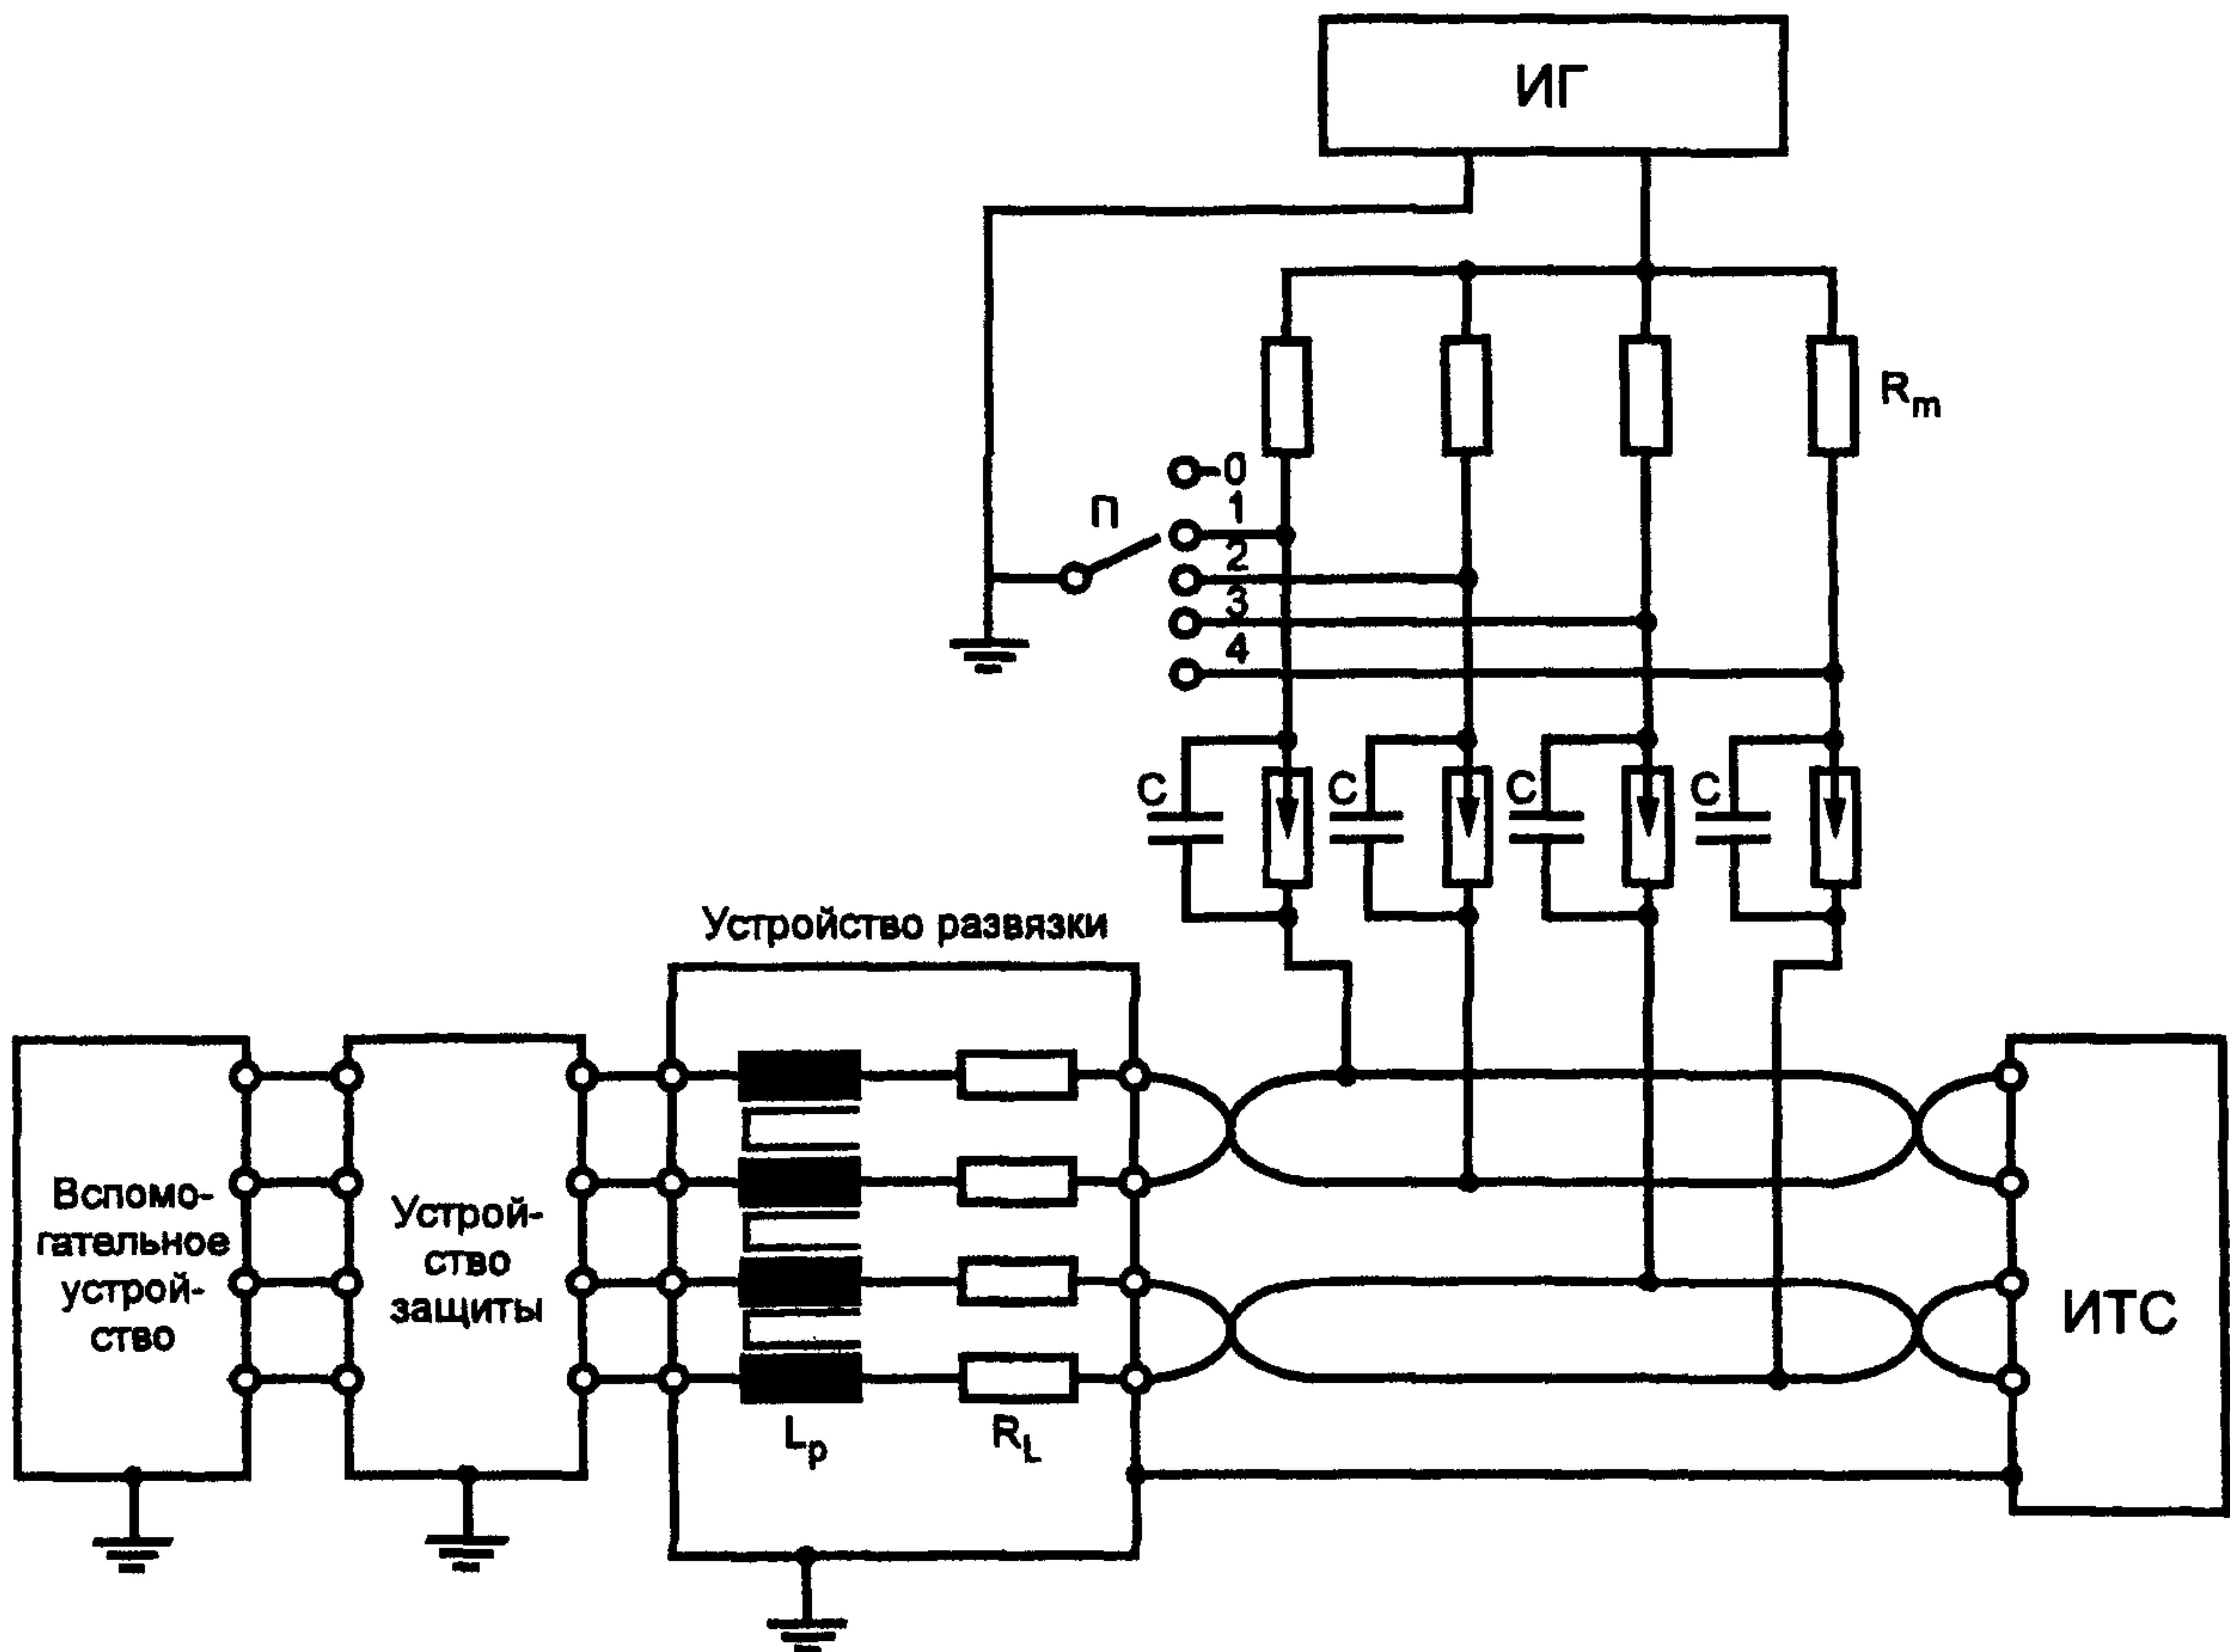 ИГ
R_m
0
1
П
2
3
4
C
C
C
C
Устройство развязки
Вспомо-
гательное
устрой-
ство
Устрой-
ство
защиты
ИТС
L_p
R_L